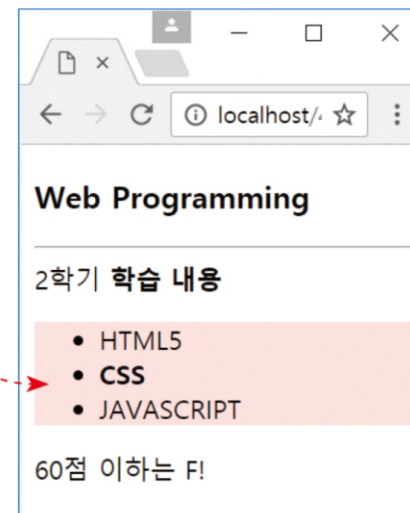 localhost/
Web Programming
2학기 학습 내용
HTML5
CSS
JAVASCRIPT
60점 이하는 F!